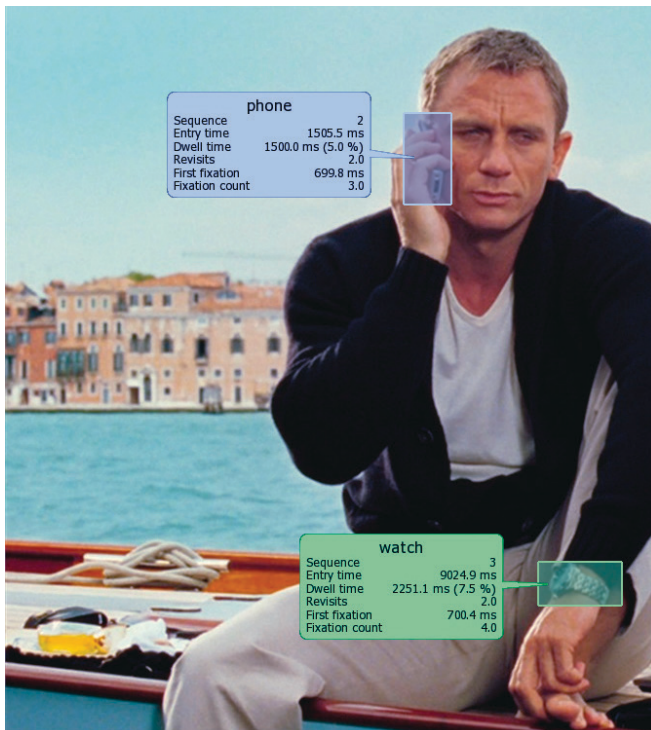 phone
Sequence 2
Entry time 1505.5 ms
Dwell time 1500.0 ms (5.0 %)
Revisits 2.0
First fixation 699.8 ms
Fixation count 3.0
watch
Sequence 3
Entry time 9024.9 ms
Dwell time 2251.1 ms (7.5 %)
Revisits 2.0
First fixation 700.4 ms
Fixation count 4.0